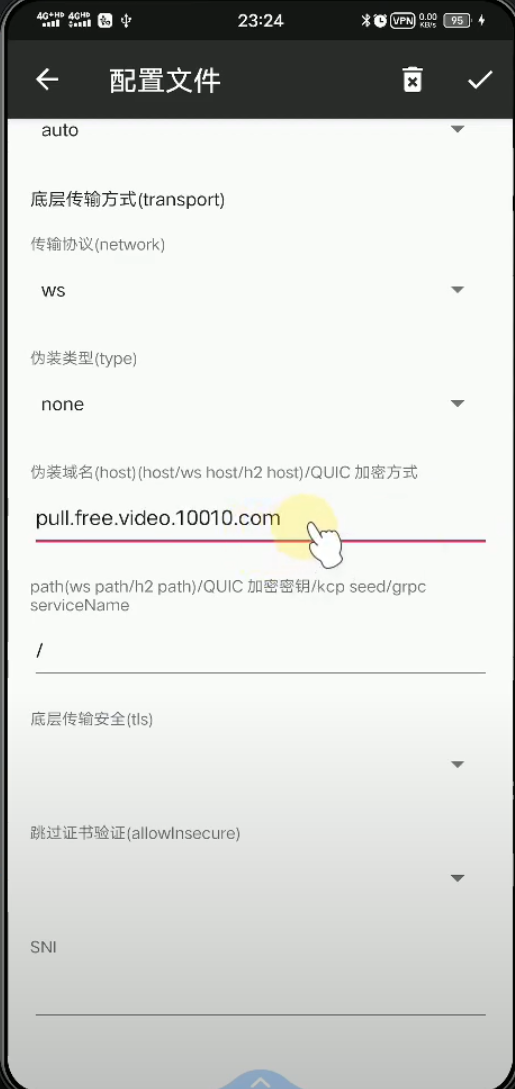 4G+HD 4GHD 23:24 VPN 0.00 KB/s 95
配置文件
auto
底层传输方式(transport)
传输协议(network)
ws
伪装类型(type)
none
伪装域名(host)(host/ws host/h2 host)/QUIC 加密方式
pull.free.video.10010.com
path(ws path/h2 path)/QUIC 加密密钥/kcp seed/grpc
serviceName
/
底层传输安全(tls)
跳过证书验证(allowInsecure)
SNI